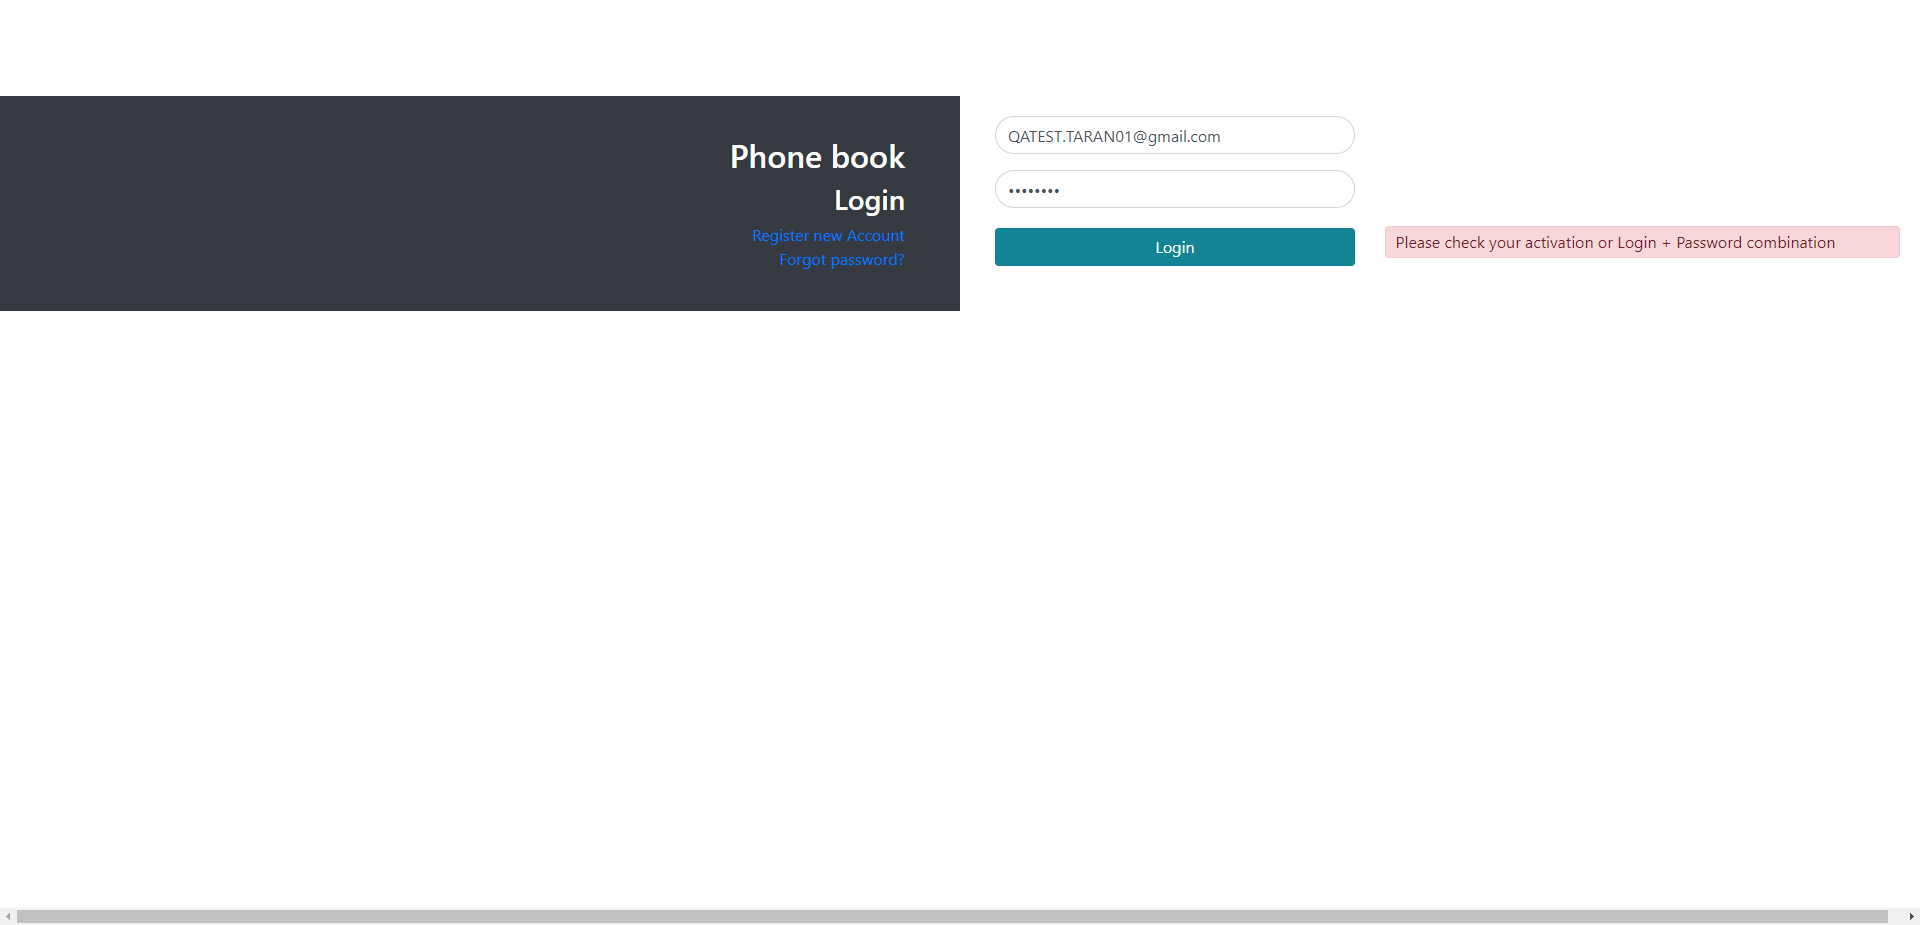 Phone book
Login
Register new Account
Forgot password?
QATEST.TARAN01@gmail.com
••••••••
Login
Please check your activation or Login + Password combination